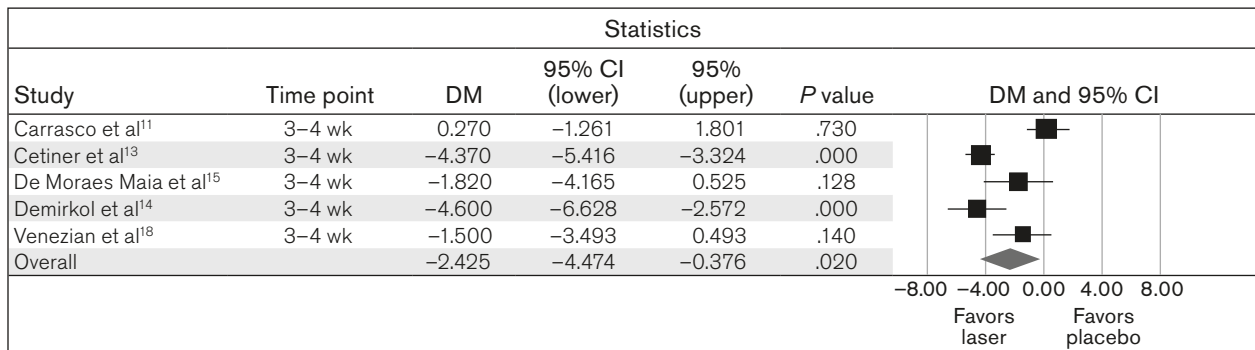 Statistics
Study Time point DM 95% CI (lower) 95% (upper) P value DM and 95% CI
Carrasco et al¹¹ 3–4 wk 0.270 −1.261 1.801 .730
Cetiner et al¹³ 3–4 wk −4.370 −5.416 −3.324 .000
De Moraes Maia et al¹⁵ 3–4 wk −1.820 −4.165 0.525 .128
Demirkol et al¹⁴ 3–4 wk −4.600 −6.628 −2.572 .000
Venezian et al¹⁸ 3–4 wk −1.500 −3.493 0.493 .140
Overall −2.425 −4.474 −0.376 .020
−8.00 −4.00 0.00 4.00 8.00
Favors laser Favors placebo